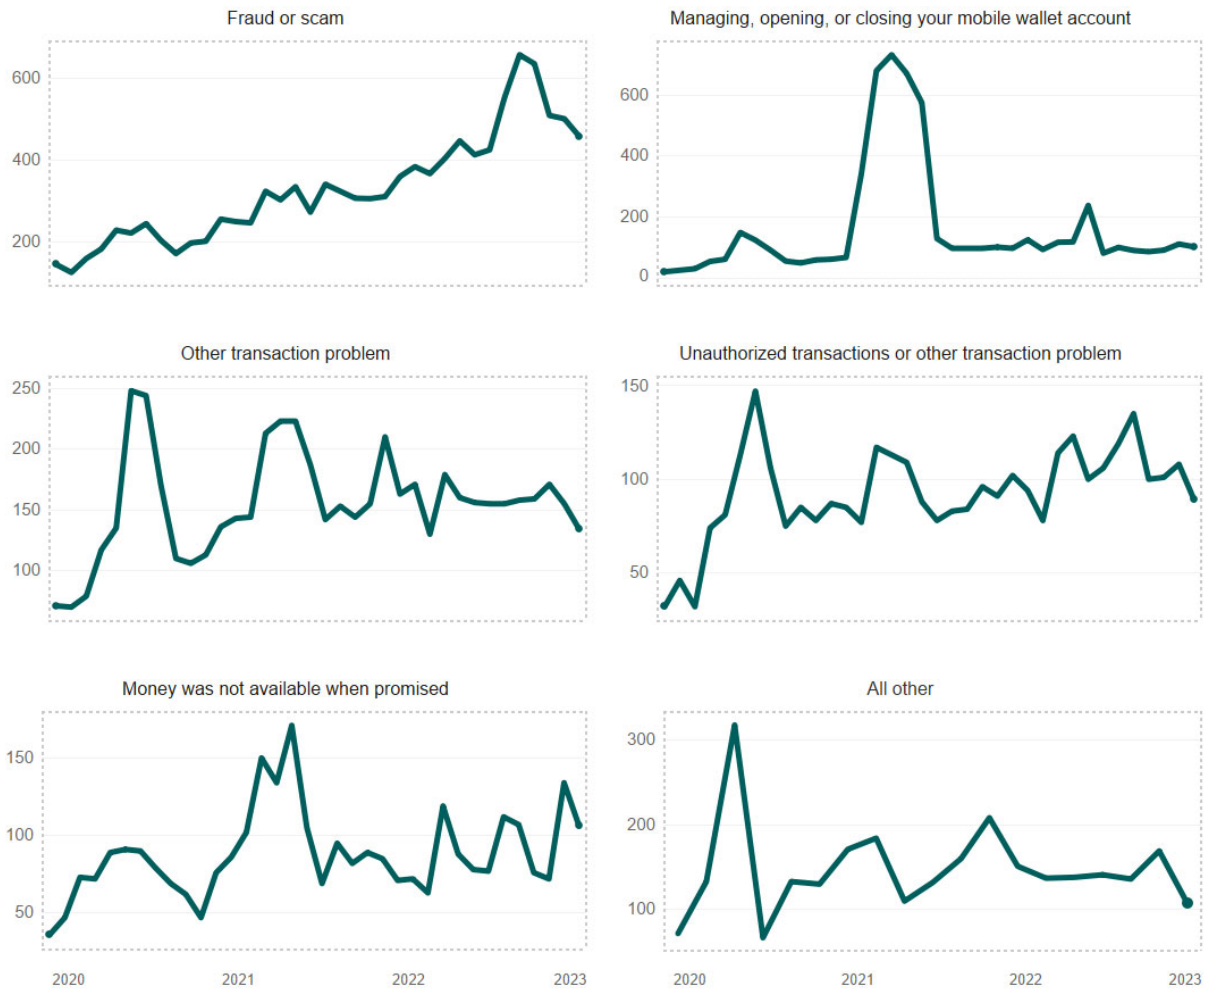 Fraud or scam
600
400
200
Managing, opening, or closing your mobile wallet account
600
400
200
0
Other transaction problem
250
200
150
100
Unauthorized transactions or other transaction problem
150
100
50
Money was not available when promised
150
100
50
2020 2021 2022 2023
All other
300
200
100
2020 2021 2022 2023